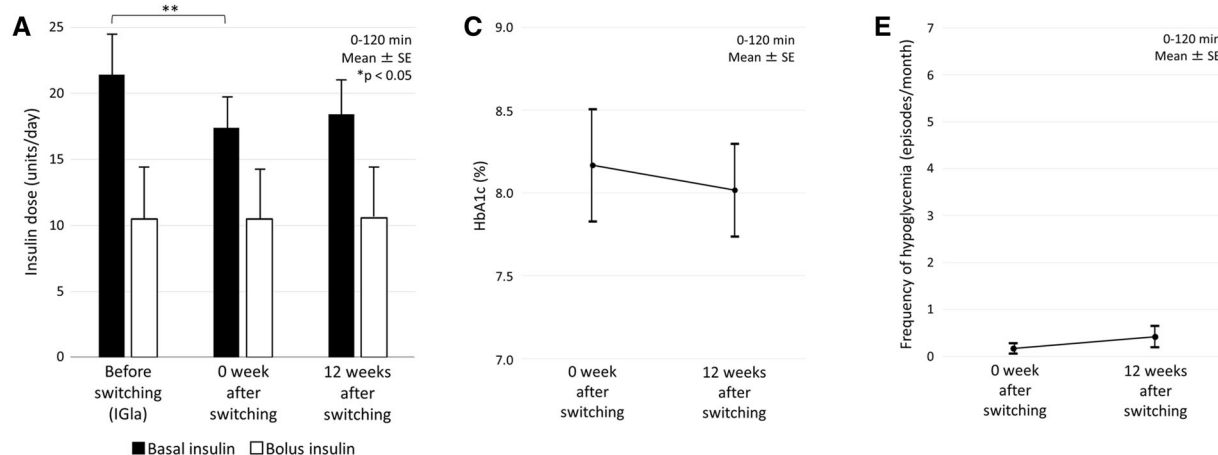 A
**
25
20
15
10
5
0
Insulin dose (units/day)
0-120 min
Mean ± SE
*p < 0.05
Before
switching
(IGla)
0 week
after
switching
12 weeks
after
switching
Basal insulin
Bolus insulin
C
9.0
8.5
8.0
7.5
7.0
HbA1c (%)
0-120 min
Mean ± SE
0 week
after
switching
12 weeks
after
switching
E
7
6
5
4
3
2
1
0
Frequency of hypoglycemia (episodes/month)
0-120 min
Mean ± SE
0 week
after
switching
12 weeks
after
switching